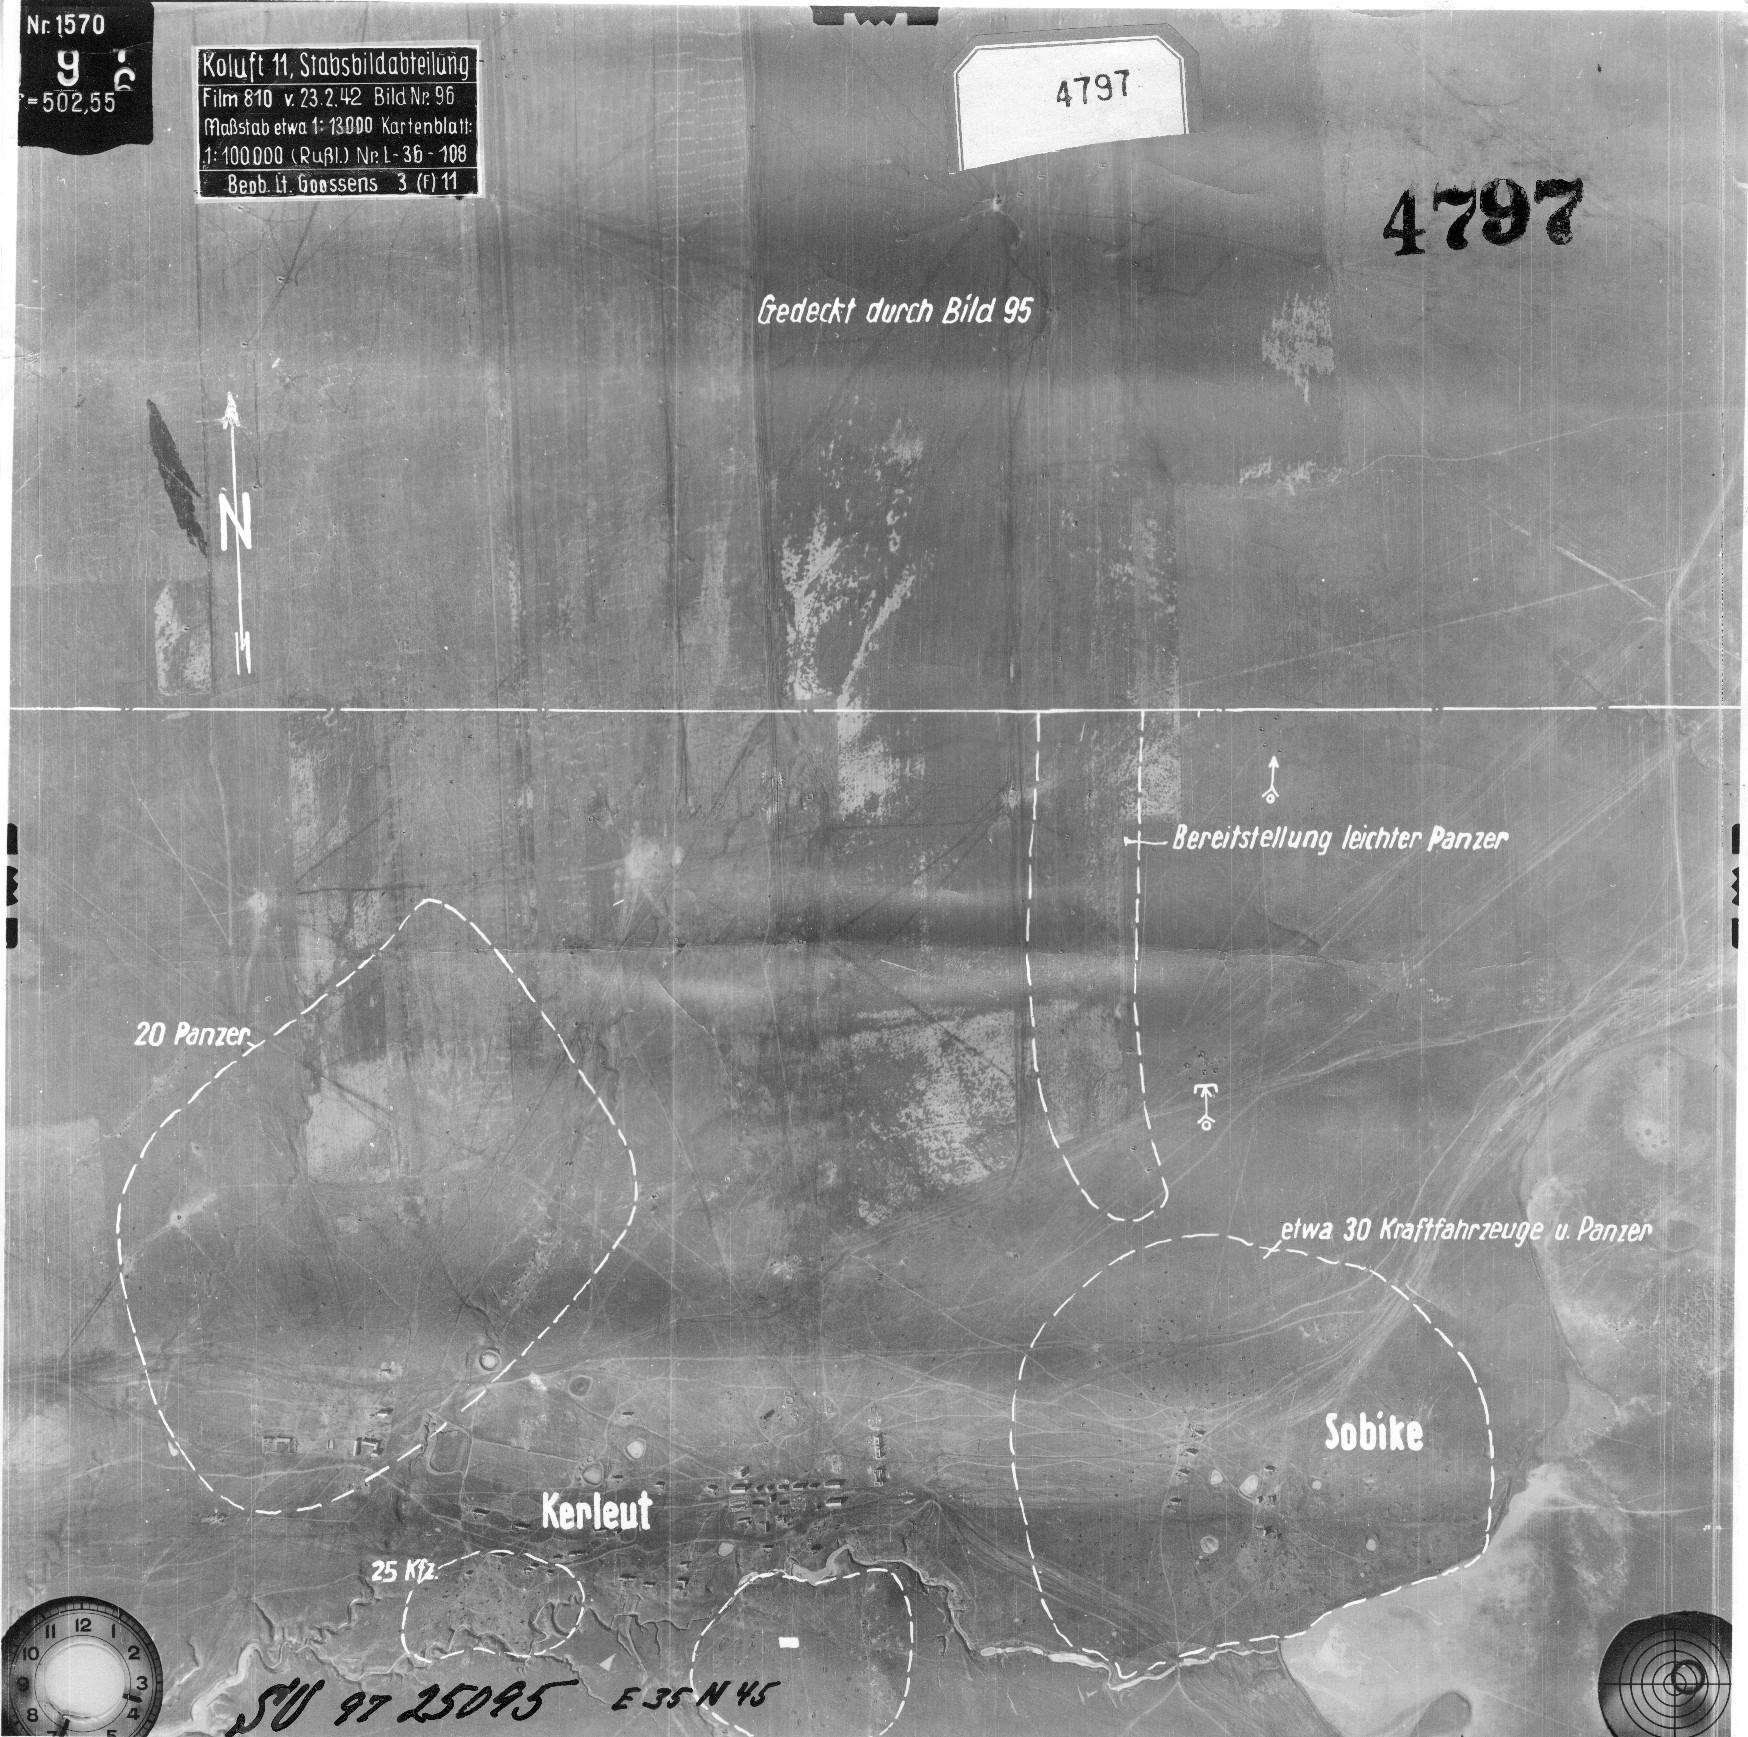 Nr. 1570
9 6
f=502,55
Koluft 11, Stabsbildabteilung
Film 810 v. 23.2.42 Bild Nr. 96
Maßstab etwa 1:13000 Kartenblatt:
1:100000 (Rußl.) Nr. L-36-108
Beob. Lt. Goossens 3 (F) 11
4797
4797
Gedeckt durch Bild 95
N
Bereitstellung leichter Panzer
20 Panzer
etwa 30 Kraftfahrzeuge u. Panzer
Sobike
Kerleut
25 Kfz.
10 11 12 1 2 3 4 5 7 8 9
E 35 N 45